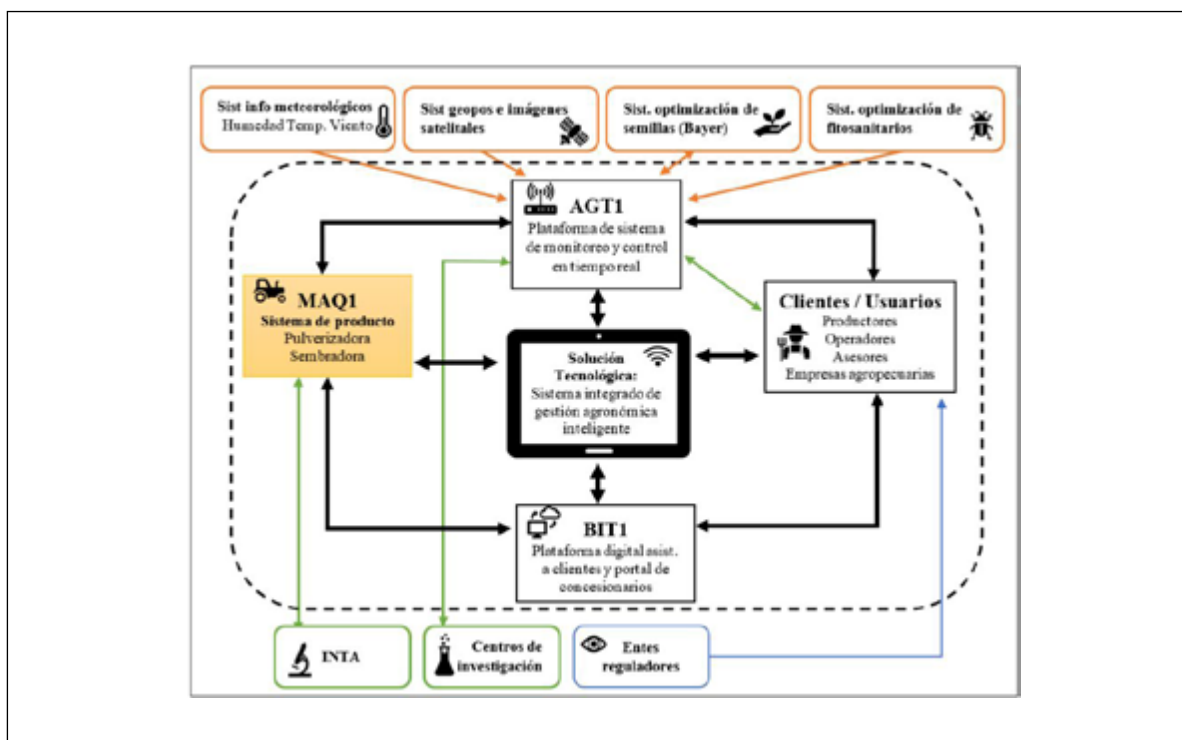 Sist info meteorológicos
Humedad Temp. Viento
Sist geopos e imágenes
satelitales
Sist. optimización de
semillas (Bayer)
Sist. optimización de
fitosanitarios
AGT1
Plataforma de sistema
de monitoreo y control
en tiempo real
MAQ1
Sistema de producto
Pulverizadora
Sembradora
Clientes / Usuarios
Productores
Operadores
Asesores
Empresas agropecuarias
Solución
Tecnológica:
Sistema integrado de
gestión agronómica
inteligente
BIT1
Plataforma digital asist.
a clientes y portal de
concesionarios
INTA
Centros de
investigación
Entes
reguladores